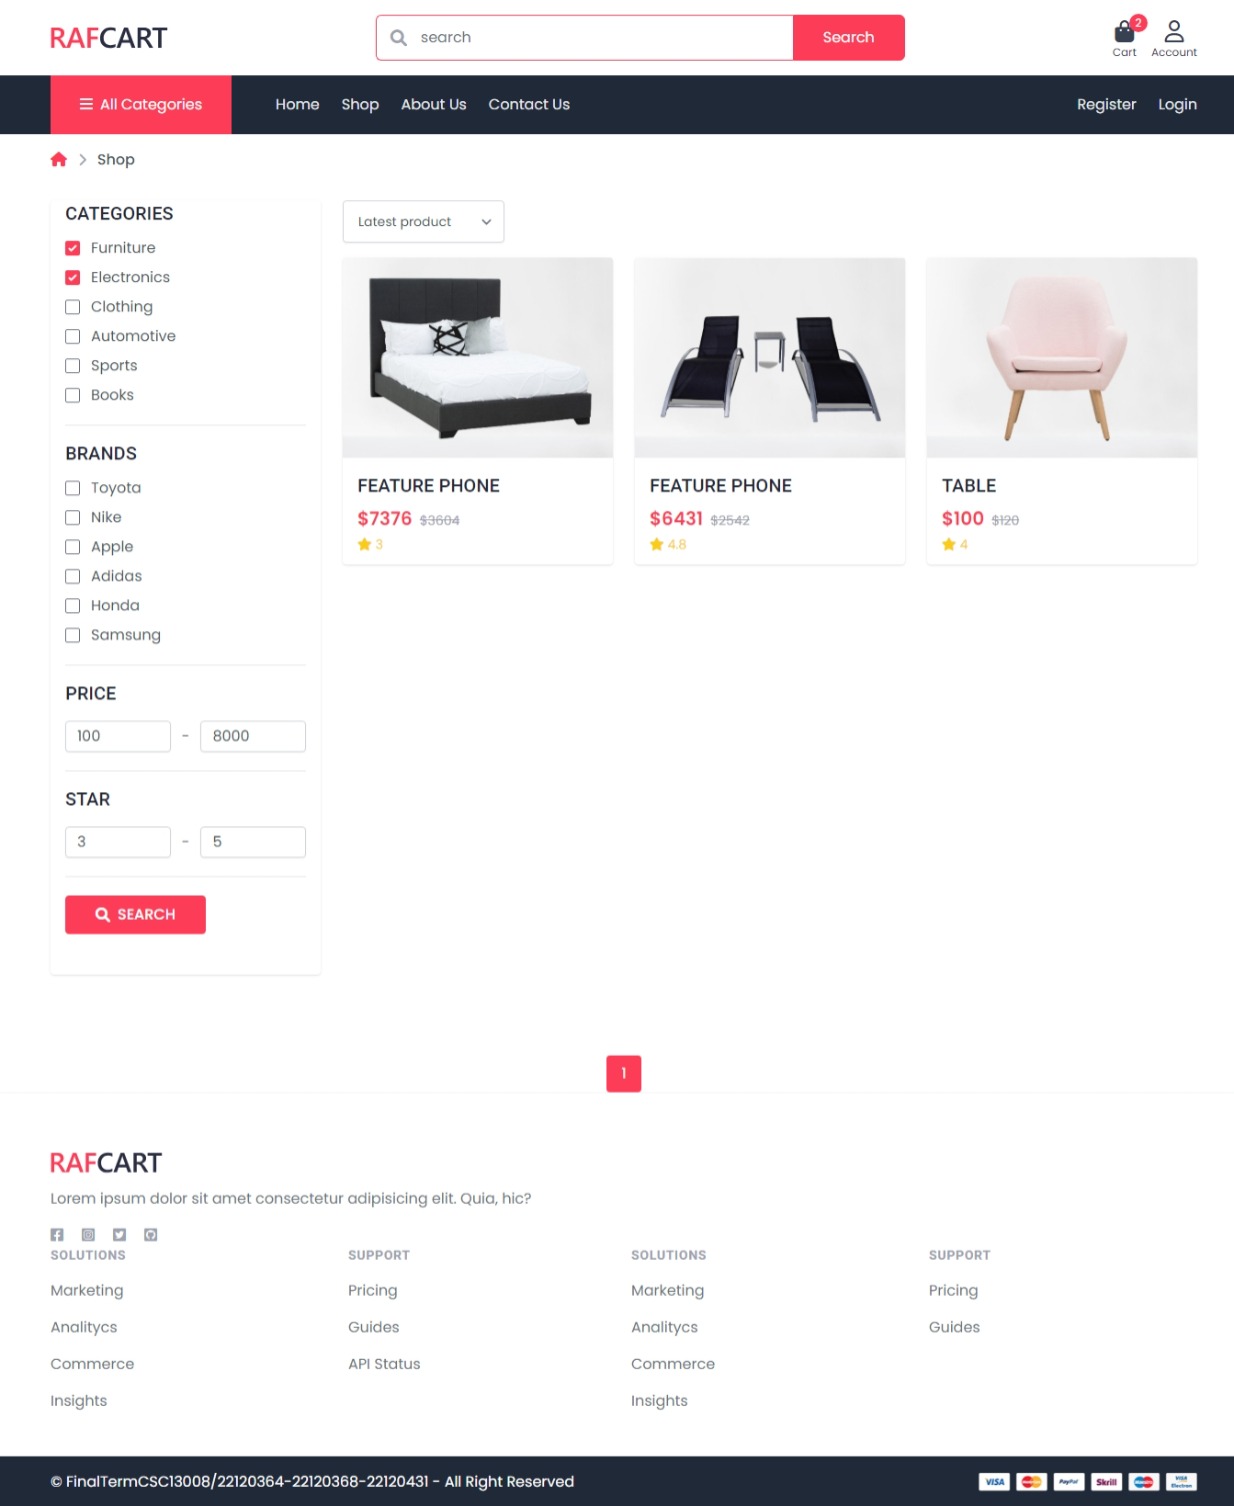 RAFCART
search
Search
2
Cart
Account
All Categories
Home
Shop
About Us
Contact Us
Register
Login
Shop
CATEGORIES
Furniture
Electronics
Clothing
Automotive
Sports
Books
BRANDS
Toyota
Nike
Apple
Adidas
Honda
Samsung
PRICE
100 - 8000
STAR
3 - 5
SEARCH
Latest product
FEATURE PHONE
$7376 $3604
3
FEATURE PHONE
$6431 $2542
4.8
TABLE
$100 $120
4
1
RAFCART
Lorem ipsum dolor sit amet consectetur adipisicing elit. Quia, hic?
SOLUTIONS
Marketing
Analitycs
Commerce
Insights
SUPPORT
Pricing
Guides
API Status
SOLUTIONS
Marketing
Analitycs
Commerce
Insights
SUPPORT
Pricing
Guides
© FinalTermCSC13008/22120364-22120368-22120431 - All Right Reserved
VISA
PayPal
Skrill
VISA
Electron